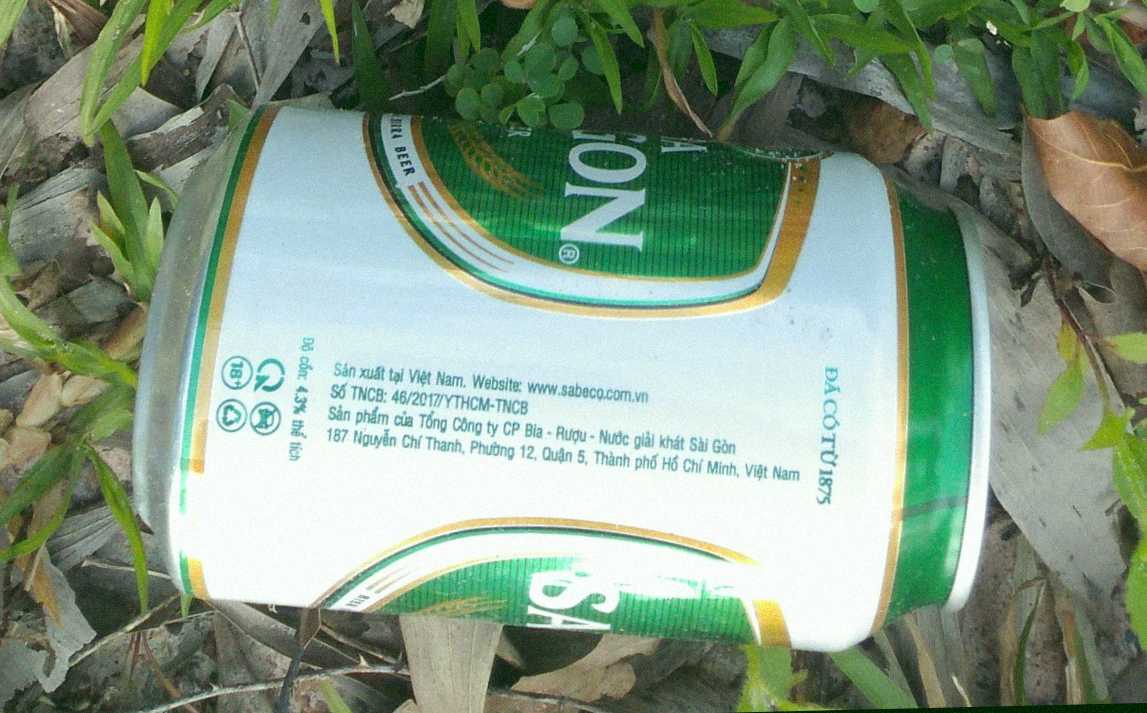 BEER
GON®
Sản xuất tại Việt Nam. Website: www.sabeco.com.vn
Số TNCB: 46/2017/YTHCM-TNCB
Sản phẩm của Tổng Công ty CP Bia - Rượu - Nước giải khát Sài Gòn
187 Nguyễn Chí Thanh, Phường 12, Quận 5, Thành phố Hồ Chí Minh, Việt Nam
Độ cồn: 4.3% thể tích
18+
ĐÃ CÓ TỪ 1875
SA